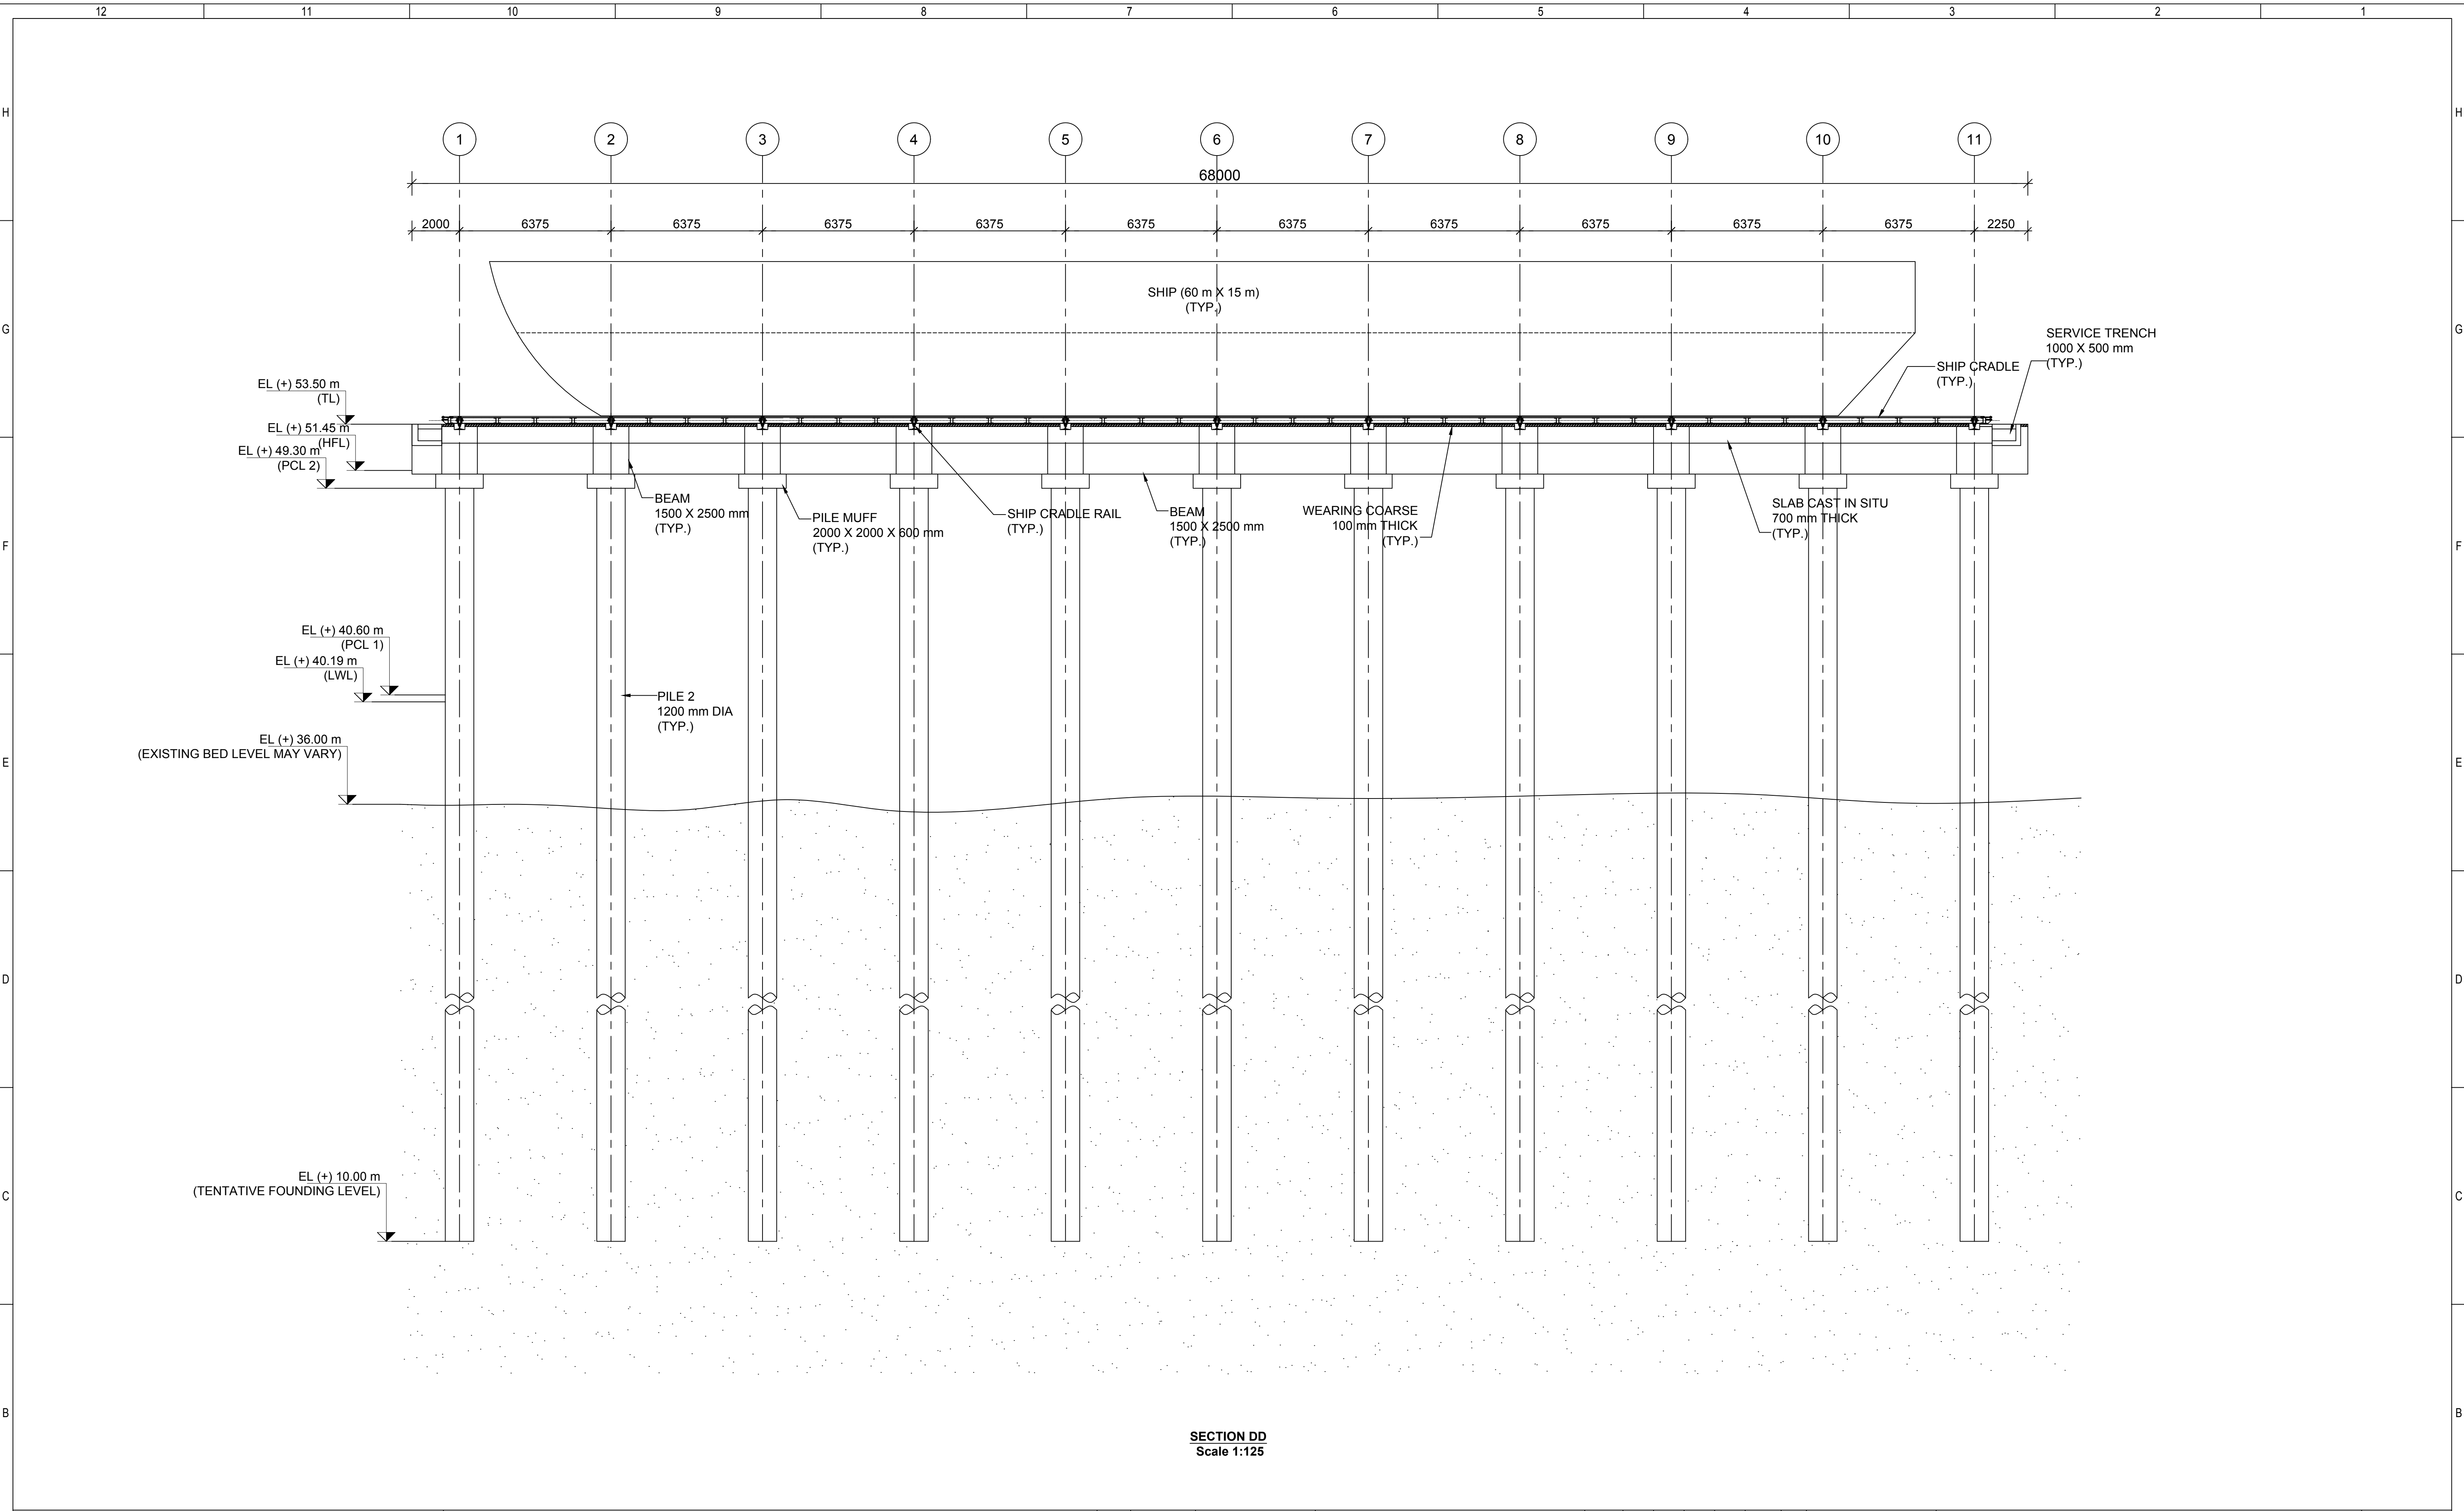 12 11 10 9 8 7 6 5 4 3 2 1
H H
1 2 3 4 5 6 7 8 9 10 11
68000
2000 6375 6375 6375 6375 6375 6375 6375 6375 6375 6375 2250
SHIP (60 m X 15 m)
(TYP.)
G G
SERVICE TRENCH
1000 X 500 mm
(TYP.)
SHIP CRADLE
(TYP.)
EL (+) 53.50 m
(TL)
EL (+) 51.45 m
(HFL)
EL (+) 49.30 m
(PCL 2)
BEAM
1500 X 2500 mm
(TYP.)
PILE MUFF
2000 X 2000 X 600 mm
(TYP.)
SHIP CRADLE RAIL
(TYP.)
BEAM
1500 X 2500 mm
(TYP.)
WEARING COARSE
100 mm THICK
(TYP.)
SLAB CAST IN SITU
700 mm THICK
(TYP.)
F F
EL (+) 40.60 m
(PCL 1)
EL (+) 40.19 m
(LWL)
PILE 2
1200 mm DIA
(TYP.)
EL (+) 36.00 m
(EXISTING BED LEVEL MAY VARY)
E E
D D
EL (+) 10.00 m
(TENTATIVE FOUNDING LEVEL)
C C
B B
SECTION DD
Scale 1:125